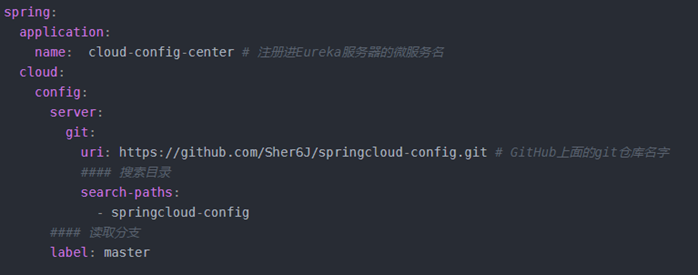 spring:
  application:
    name:  cloud-config-center # 注册进Eureka服务器的微服务名
  cloud:
    config:
      server:
        git:
          uri: https://github.com/Sher6J/springcloud-config.git # GitHub上面的git仓库名字
          #### 搜索目录
          search-paths:
            - springcloud-config
      #### 读取分支
      label: master